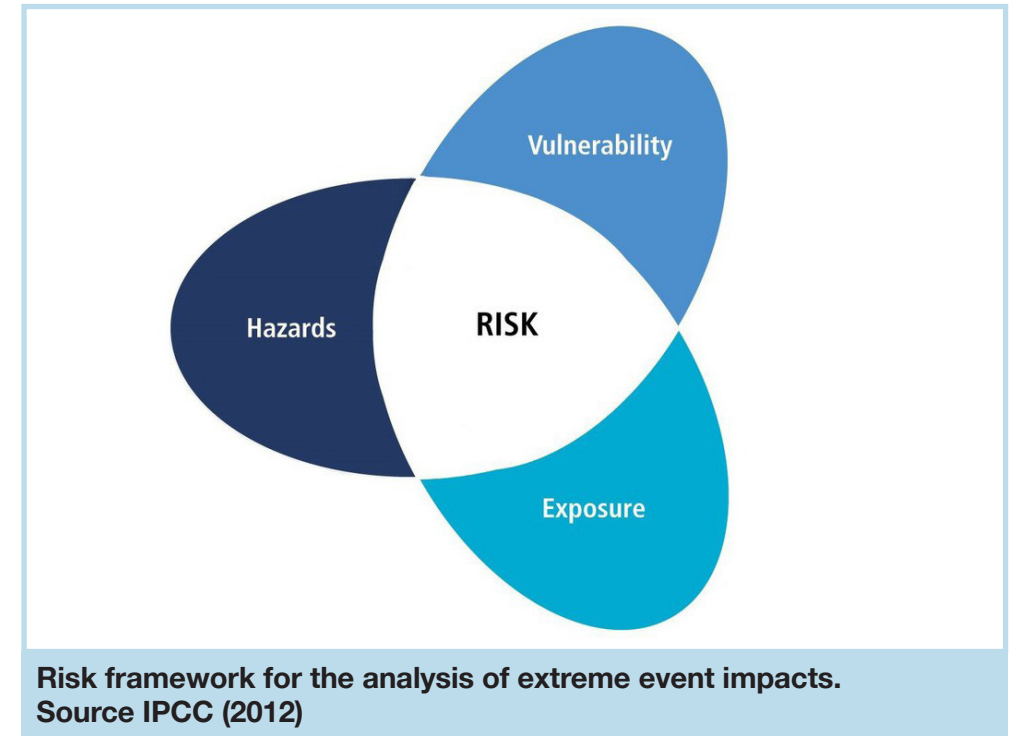 Vulnerability
Hazards
RISK
Exposure
Risk framework for the analysis of extreme event impacts.
Source IPCC (2012)